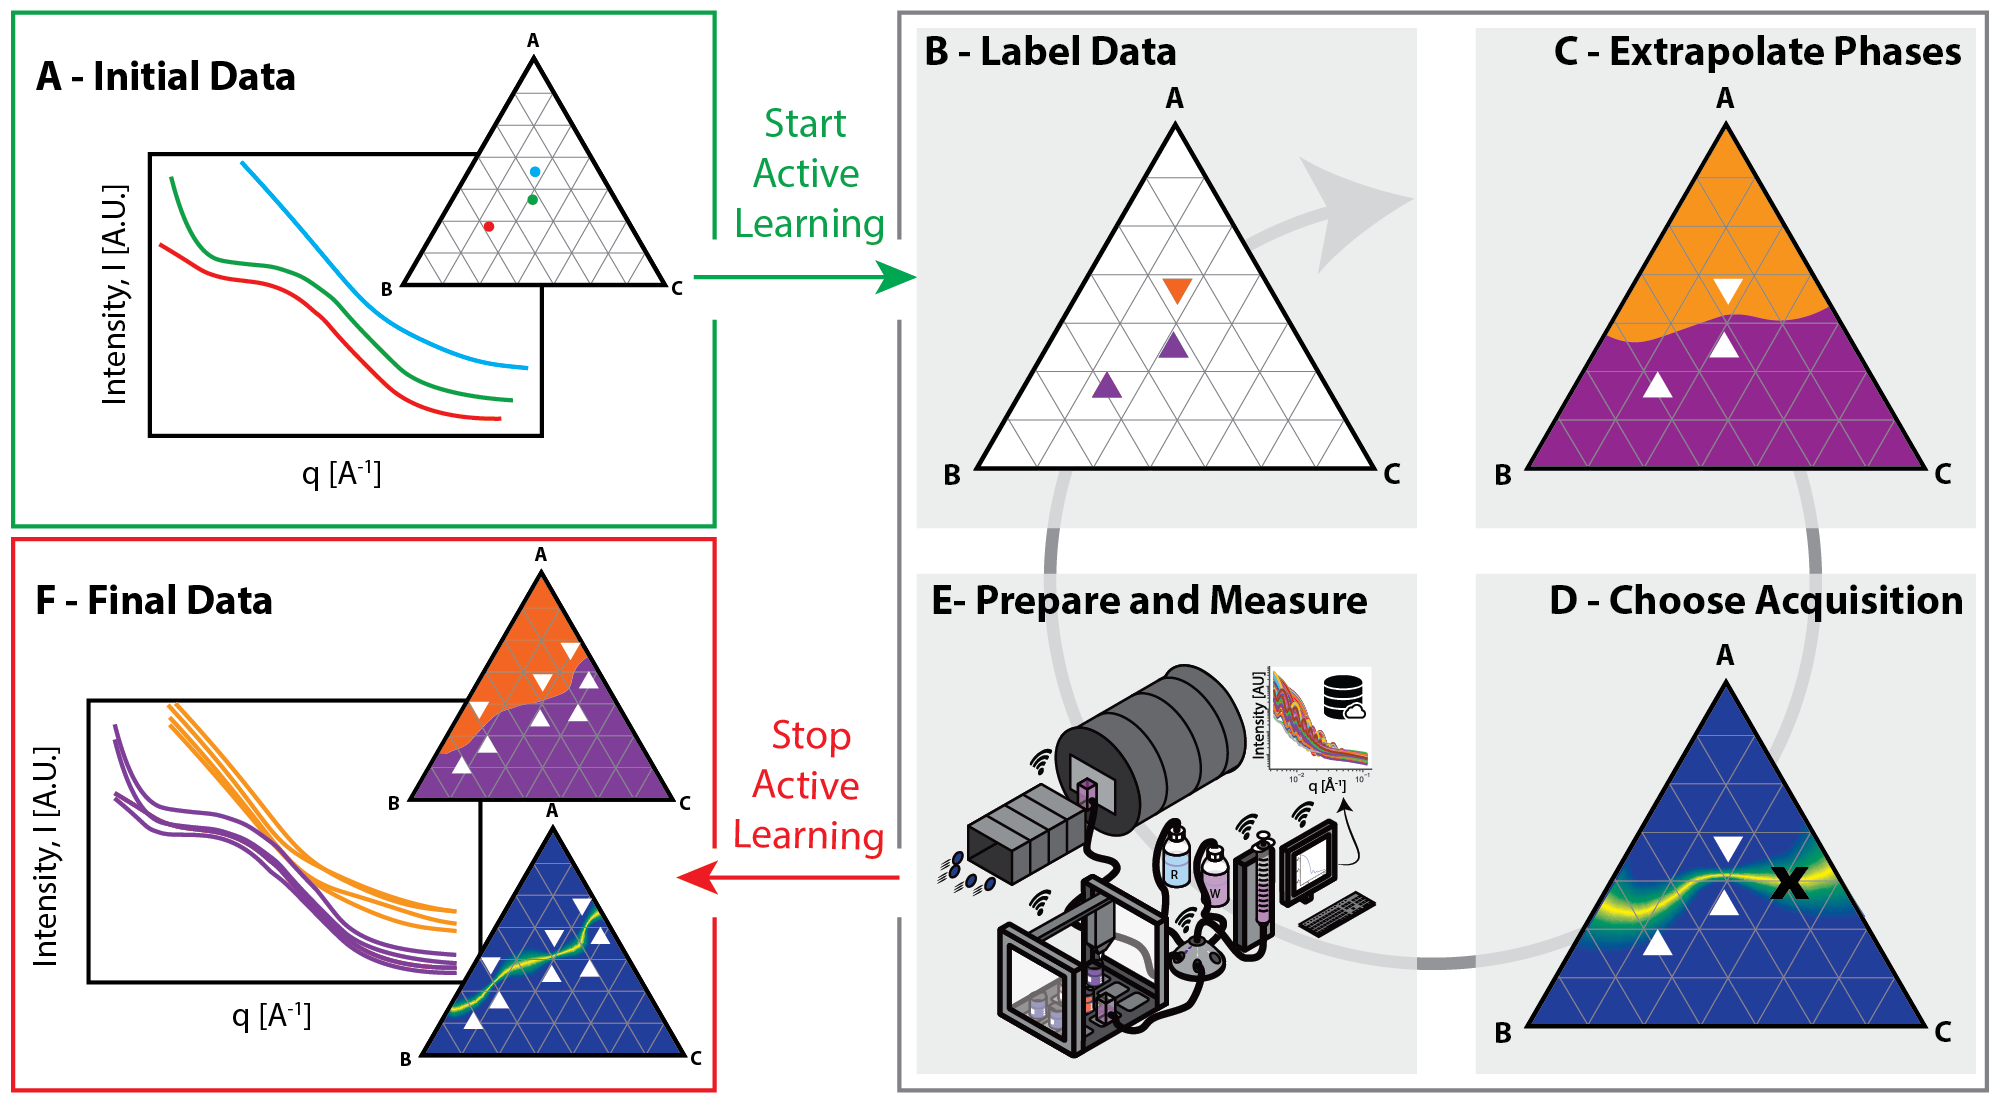 A - Initial Data
A
B
C
Intensity, I [A.U.]
q [A⁻¹]
Start
Active
Learning
B - Label Data
A
B
C
C - Extrapolate Phases
A
B
C
F - Final Data
A
B
C
A
B
C
Intensity, I [A.U.]
q [A⁻¹]
Stop
Active
Learning
E- Prepare and Measure
Intensity [AU]
10⁻²
10⁻¹
q [Å⁻¹]
R
W
D - Choose Acquisition
A
X
B
C